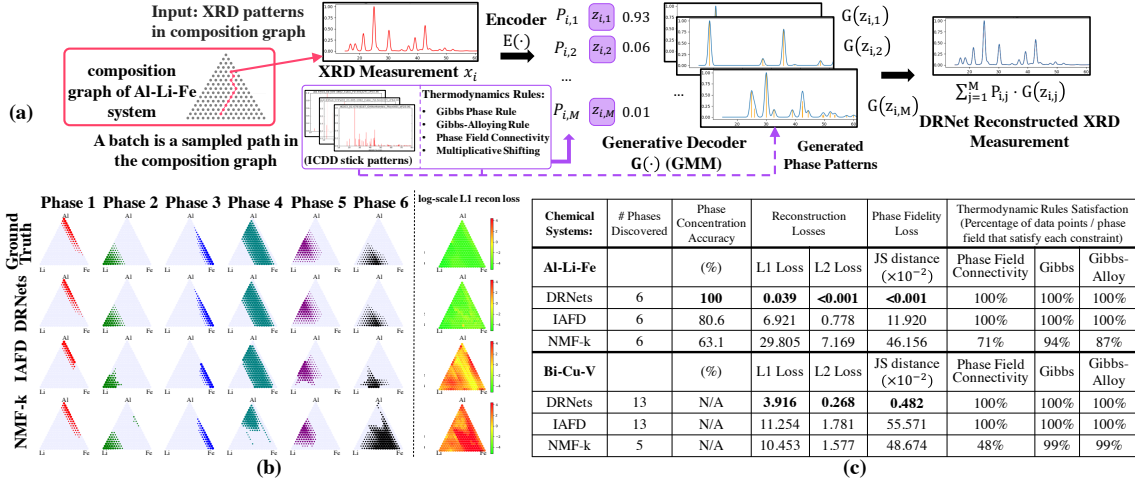 Input: XRD patterns
in composition graph
composition
graph of Al-Li-Fe
system
A batch is a sampled path in
the composition graph
(a)
XRD Measurement x_i
(ICDD stick patterns)
Thermodynamics Rules:
• Gibbs Phase Rule
• Gibbs-Alloying Rule
• Phase Field Connectivity
• Multiplicative Shifting
Encoder
E(·)
P_{i,1} z_{i,1} 0.93
P_{i,2} z_{i,2} 0.06
...
P_{i,M} z_{i,M} 0.01
...
Generative Decoder
G(·) (GMM)
Generated
Phase Patterns
G(z_{i,1})
G(z_{i,2})
G(z_{i,M})
∑_{j=1}^{M} P_{i,j} · G(z_{i,j})
DRNet Reconstructed XRD
Measurement
Phase 1 Phase 2 Phase 3 Phase 4 Phase 5 Phase 6 log-scale L1 recon loss
Ground
Truth
DRNets
IAFD
NMF-k
Al
Li Fe
(b)
Chemical Systems: # Phases Discovered Phase Concentration Accuracy Reconstruction Losses Phase Fidelity Loss Thermodynamic Rules Satisfaction (Percentage of data points / phase field that satisfy each constraint)
Al-Li-Fe (%) L1 Loss L2 Loss JS distance (×10⁻²) Phase Field Connectivity Gibbs Gibbs-Alloy
DRNets 6 100 0.039 <0.001 <0.001 100% 100% 100%
IAFD 6 80.6 6.921 0.778 11.920 100% 100% 100%
NMF-k 6 63.1 29.805 7.169 46.156 71% 94% 87%
Bi-Cu-V (%) L1 Loss L2 Loss JS distance (×10⁻²) Phase Field Connectivity Gibbs Gibbs-Alloy
DRNets 13 N/A 3.916 0.268 0.482 100% 100% 100%
IAFD 13 N/A 11.254 1.781 55.571 100% 100% 100%
NMF-k 5 N/A 10.453 1.577 48.674 48% 99% 99%
(c)